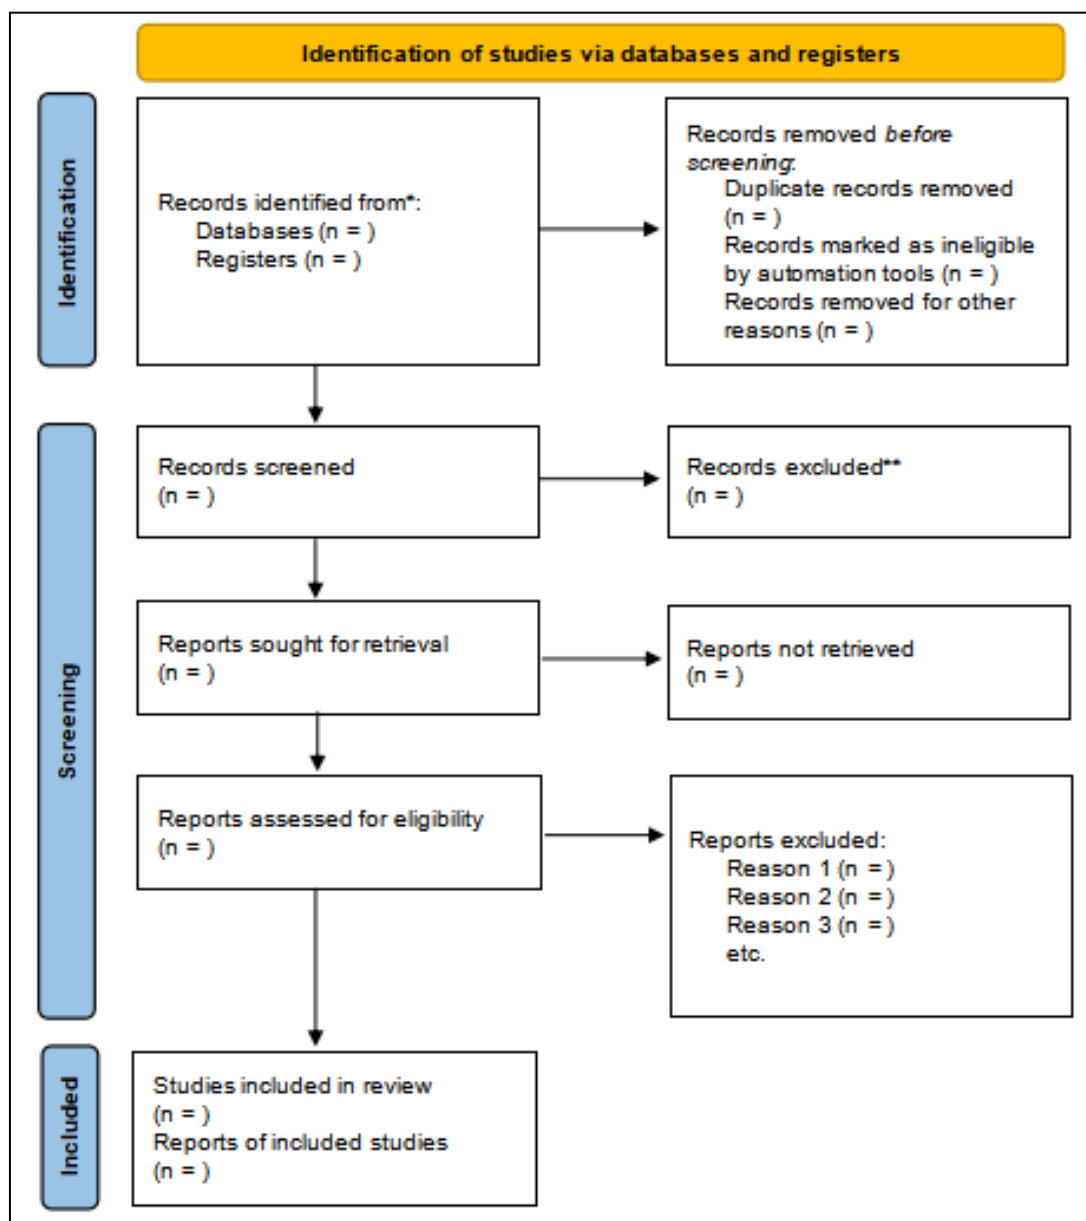 Identification of studies via databases and registers
Identification
Records identified from*:
Databases (n = )
Registers (n = )
Records removed before
screening:
Duplicate records removed
(n = )
Records marked as ineligible
by automation tools (n = )
Records removed for other
reasons (n = )
Screening
Records screened
(n = )
Records excluded**
(n = )
Reports sought for retrieval
(n = )
Reports not retrieved
(n = )
Reports assessed for eligibility
(n = )
Reports excluded:
Reason 1 (n = )
Reason 2 (n = )
Reason 3 (n = )
etc.
Included
Studies included in review
(n = )
Reports of included studies
(n = )